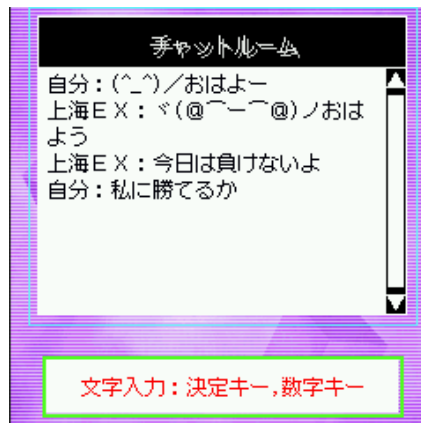 チャットルーム
自分：(^_^)／おはよー
上海ＥＸ：ヾ(@⌒ー⌒@)ノおは
よう
上海ＥＸ：今日は負けないよ
自分：私に勝てるか
文字入力：決定キー,数字キー